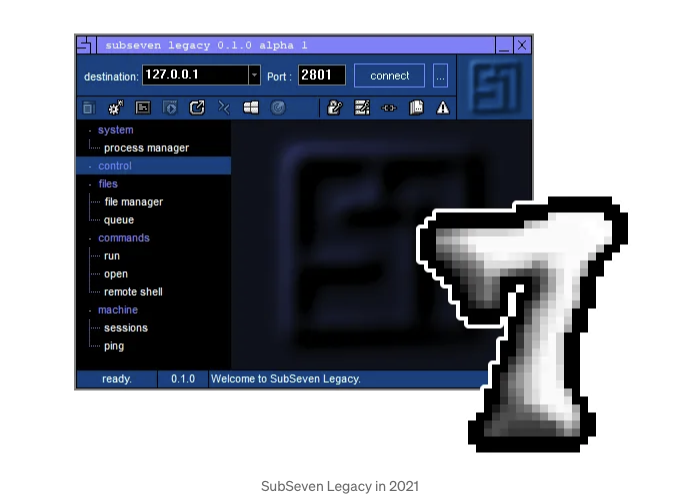 subseven legacy 0.1.0 alpha 1
destination: 127.0.0.1 Port : 2801 connect ...
system
process manager
control
files
file manager
queue
commands
run
open
remote shell
machine
sessions
ping
ready. 0.1.0 Welcome to SubSeven Legacy.
7
SubSeven Legacy in 2021